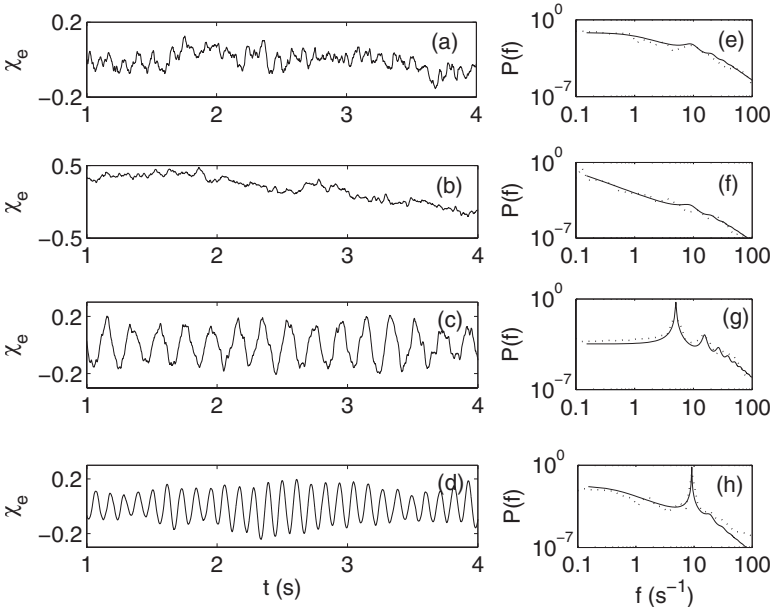 χe
0.2
−0.2
(a)
1 2 3 4
P(f)
10^0
10^−7
(e)
0.1 1 10 100
χe
0.5
−0.5
(b)
1 2 3 4
P(f)
10^0
10^−7
(f)
0.1 1 10 100
χe
0.2
−0.2
(c)
1 2 3 4
P(f)
10^0
10^−7
(g)
0.1 1 10 100
χe
0.2
−0.2
(d)
1 2 3 4
t (s)
P(f)
10^0
10^−7
(h)
0.1 1 10 100
f (s^−1)